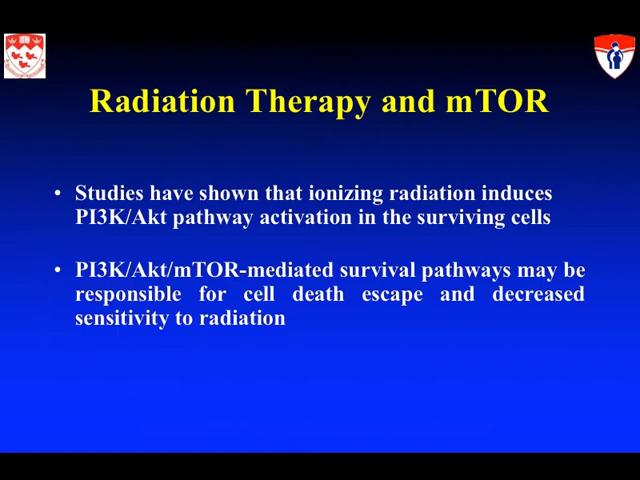 Radiation Therapy and mTOR
• Studies have shown that ionizing radiation induces
PI3K/Akt pathway activation in the surviving cells
• PI3K/Akt/mTOR-mediated survival pathways may be
responsible for cell death escape and decreased
sensitivity to radiation